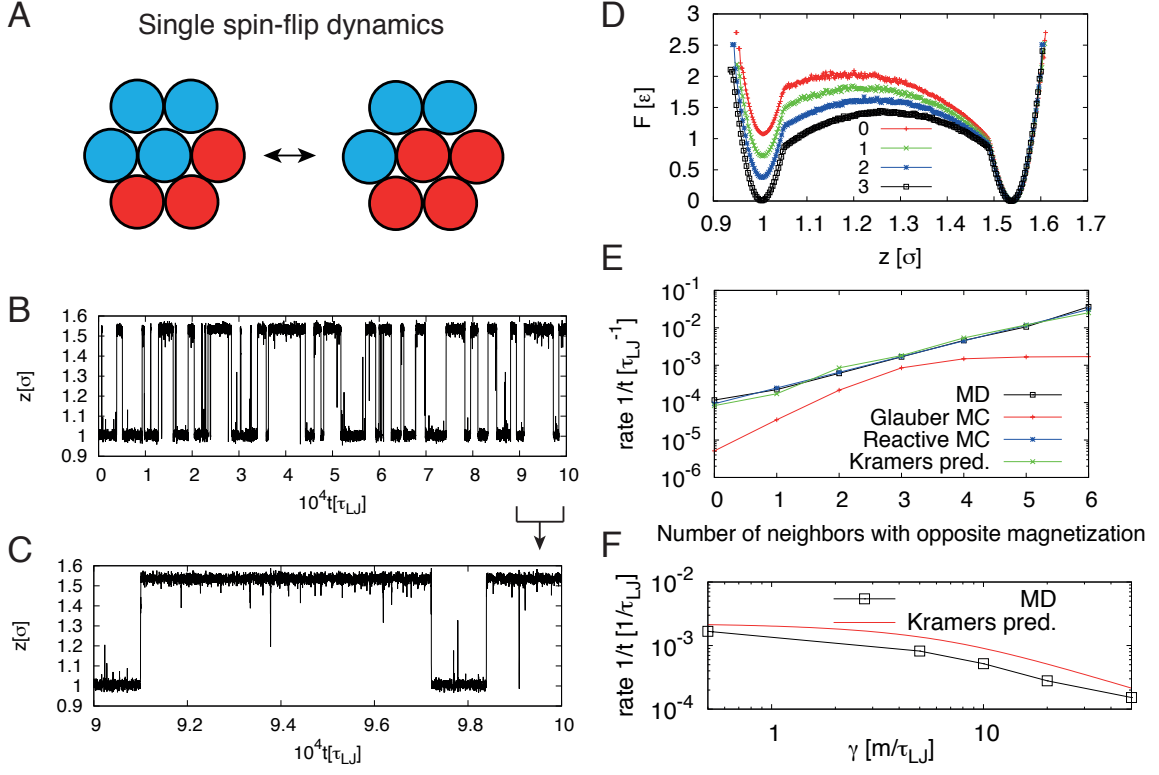 A
Single spin-flip dynamics
B
z[σ]
1.6
1.5
1.4
1.3
1.2
1.1
1
0.9
0 1 2 3 4 5 6 7 8 9 10
10⁴t[τ_LJ]
C
z[σ]
1.6
1.5
1.4
1.3
1.2
1.1
1
0.9
9 9.2 9.4 9.6 9.8 10
10⁴t[τ_LJ]
D
F [ε]
3
2.5
2
1.5
1
0.5
0
0
1
2
3
0.9 1 1.1 1.2 1.3 1.4 1.5 1.6 1.7
z [σ]
E
rate 1/t [τ_LJ⁻¹]
10⁻¹
10⁻²
10⁻³
10⁻⁴
10⁻⁵
10⁻⁶
MD
Glauber MC
Reactive MC
Kramers pred.
0 1 2 3 4 5 6
Number of neighbors with opposite magnetization
F
rate 1/t [1/τ_LJ]
10⁻²
10⁻³
10⁻⁴
MD
Kramers pred.
1 10
γ [m/τ_LJ]